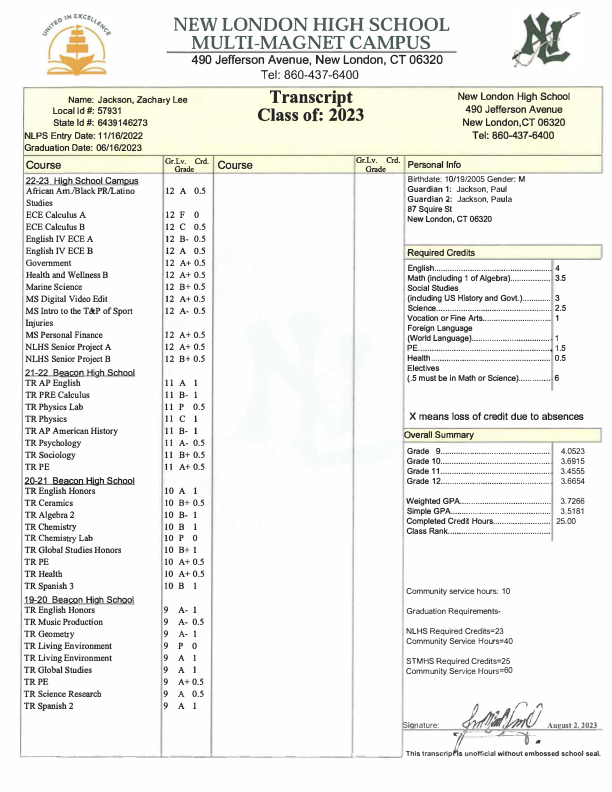 UNITED IN EXCELLENCE
NEW LONDON HIGH SCHOOL
MULTI-MAGNET CAMPUS
490 Jefferson Avenue, New London, CT 06320
Tel: 860-437-6400
NL
Name: Jackson, Zachary Lee
Local Id #: 57931
State Id #: 6439146273
NLPS Entry Date: 11/16/2022
Graduation Date: 06/16/2023
Transcript
Class of: 2023
New London High School
490 Jefferson Avenue
New London,CT 06320
Tel: 860-437-6400
Course Gr.Lv. Crd. Grade
Course Gr.Lv. Crd. Grade
22-23 High School Campus
African Am./Black PR/Latino Studies 12 A 0.5
ECE Calculus A 12 F 0
ECE Calculus B 12 C 0.5
English IV ECE A 12 B- 0.5
English IV ECE B 12 A 0.5
Government 12 A+ 0.5
Health and Wellness B 12 A+ 0.5
Marine Science 12 B+ 0.5
MS Digital Video Edit 12 A+ 0.5
MS Intro to the T&P of Sport Injuries 12 A- 0.5
MS Personal Finance 12 A+ 0.5
NLHS Senior Project A 12 A+ 0.5
NLHS Senior Project B 12 B+ 0.5
21-22 Beacon High School
TR AP English 11 A 1
TR PRE Calculus 11 B- 1
TR Physics Lab 11 P 0.5
TR Physics 11 C 1
TR AP American History 11 B- 1
TR Psychology 11 A- 0.5
TR Sociology 11 B+ 0.5
TR PE 11 A+ 0.5
20-21 Beacon High School
TR English Honors 10 A 1
TR Ceramics 10 B+ 0.5
TR Algebra 2 10 B- 1
TR Chemistry 10 B 1
TR Chemistry Lab 10 P 0
TR Global Studies Honors 10 B+ 1
TR PE 10 A+ 0.5
TR Health 10 A+ 0.5
TR Spanish 3 10 B 1
19-20 Beacon High School
TR English Honors 9 A- 1
TR Music Production 9 A- 0.5
TR Geometry 9 A- 1
TR Living Environment 9 P 0
TR Living Environment 9 A 1
TR Global Studies 9 A 1
TR PE 9 A+ 0.5
TR Science Research 9 A 0.5
TR Spanish 2 9 A 1
Personal Info
Birthdate: 10/19/2005 Gender: M
Guardian 1: Jackson, Paul
Guardian 2: Jackson, Paula
87 Squire St
New London, CT 06320
Required Credits
English 4
Math (including 1 of Algebra) 3.5
Social Studies
(including US History and Govt.) 3
Science 2.5
Vocation or Fine Arts 1
Foreign Language
(World Language) 1
PE 1.5
Health 0.5
Electives
(.5 must be in Math or Science) 6
X means loss of credit due to absences
Overall Summary
Grade 9 4.0523
Grade 10 3.6915
Grade 11 3.4555
Grade 12 3.6654
Weighted GPA 3.7266
Simple GPA 3.5181
Completed Credit Hours 25.00
Class Rank
Community service hours: 10
Graduation Requirements-
NLHS Required Credits=23
Community Service Hours=40
STMHS Required Credits=25
Community Service Hours=60
Signature: August 2, 2023
This transcript is unofficial without embossed school seal.